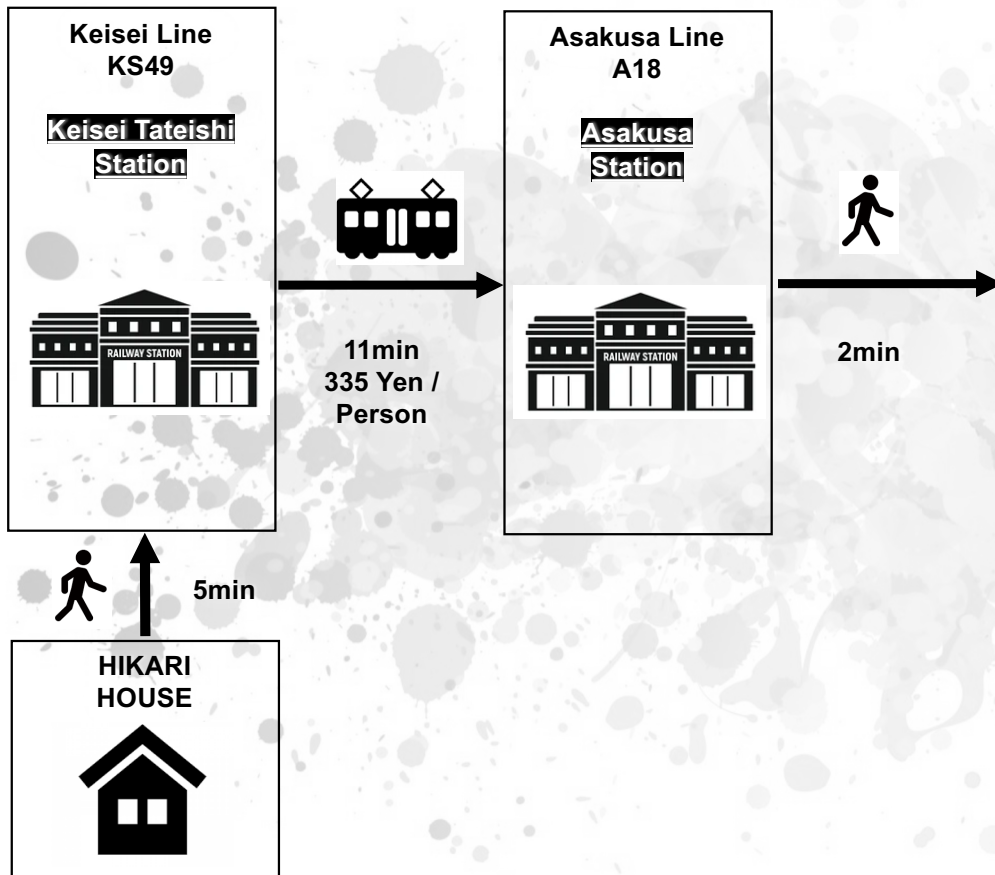 Keisei Line
KS49
Keisei Tateishi
Station
RAILWAY STATION
11min
335 Yen /
Person
Asakusa Line
A18
Asakusa
Station
RAILWAY STATION
2min
5min
HIKARI
HOUSE